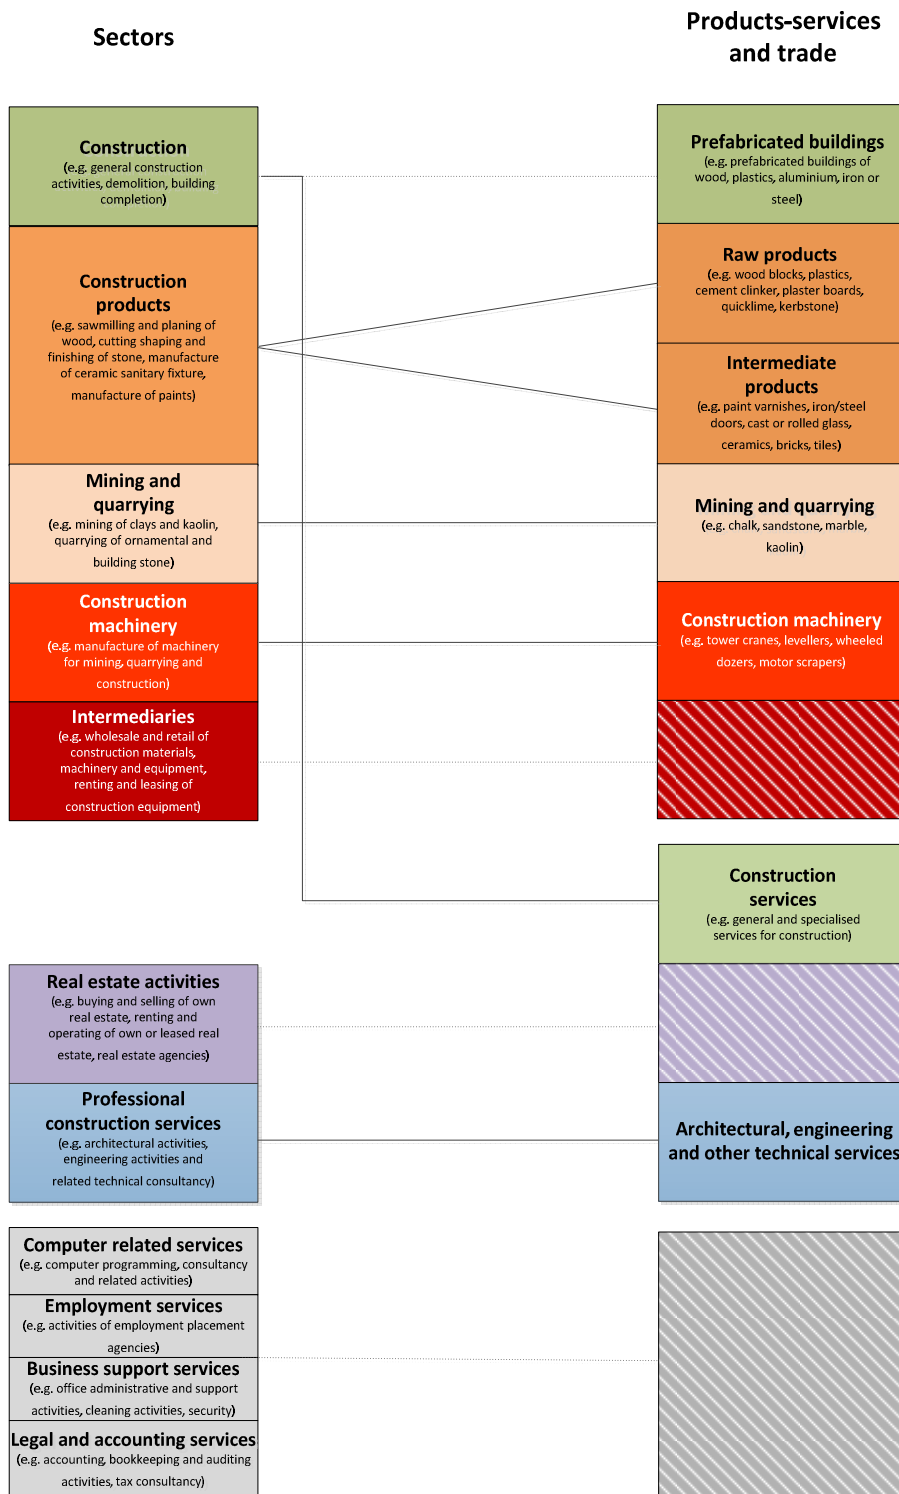 Sectors
Products-services
and trade
Construction
(e.g. general construction
activities, demolition, building
completion)
Construction
products
(e.g. sawmilling and planing of
wood, cutting shaping and
finishing of stone, manufacture
of ceramic sanitary fixture,
manufacture of paints)
Mining and
quarrying
(e.g. mining of clays and kaolin,
quarrying of ornamental and
building stone)
Construction
machinery
(e.g. manufacture of machinery
for mining, quarrying and
construction)
Intermediaries
(e.g. wholesale and retail of
construction materials,
machinery and equipment,
renting and leasing of
construction equipment)
Real estate activities
(e.g. buying and selling of own
real estate, renting and
operating of own or leased real
estate, real estate agencies)
Professional
construction services
(e.g. architectural activities,
engineering activities and
related technical consultancy)
Computer related services
(e.g. computer programming, consultancy
and related activities)
Employment services
(e.g. activities of employment placement
agencies)
Business support services
(e.g. office administrative and support
activities, cleaning activities, security)
Legal and accounting services
(e.g. accounting, bookkeeping and auditing
activities, tax consultancy)
Prefabricated buildings
(e.g. prefabricated buildings of
wood, plastics, aluminium, iron or
steel)
Raw products
(e.g. wood blocks, plastics,
cement clinker, plaster boards,
quicklime, kerbstone)
Intermediate
products
(e.g. paint varnishes, iron/steel
doors, cast or rolled glass,
ceramics, bricks, tiles)
Mining and quarrying
(e.g. chalk, sandstone, marble,
kaolin)
Construction machinery
(e.g. tower cranes, levellers, wheeled
dozers, motor scrapers)
Construction
services
(e.g. general and specialised
services for construction)
Architectural, engineering
and other technical services